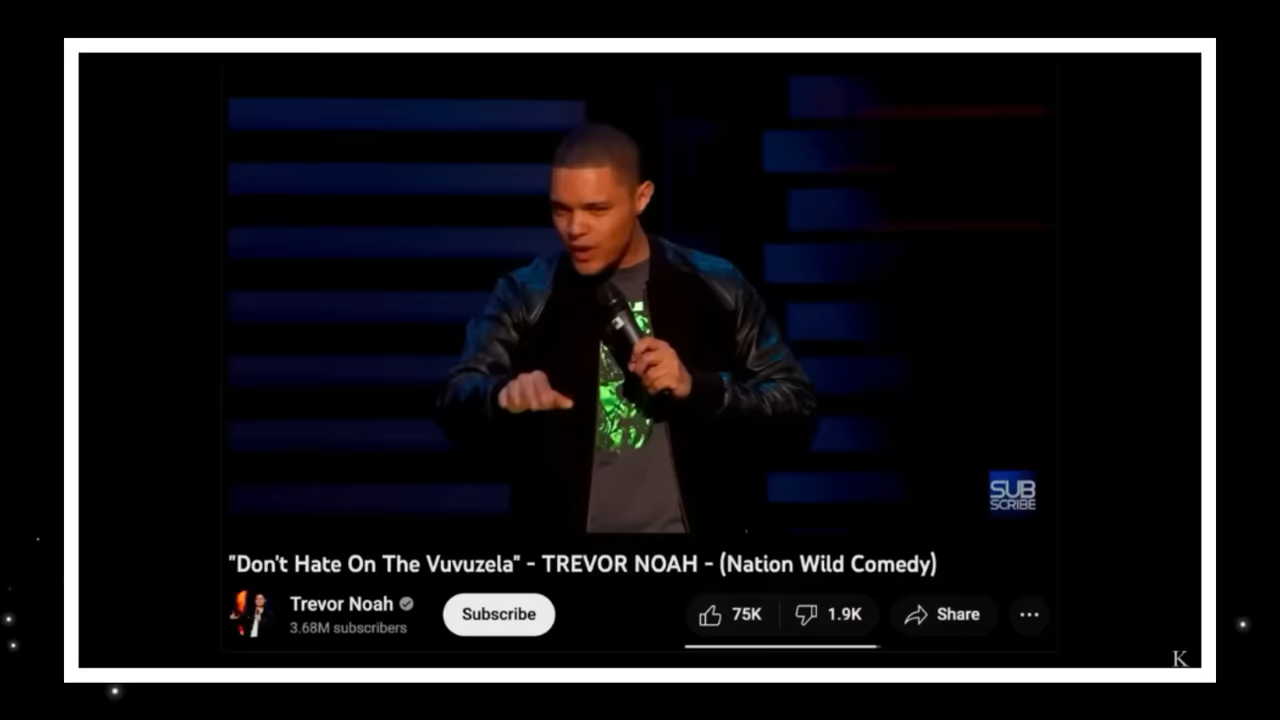 SUB
SCRIBE
"Don't Hate On The Vuvuzela" - TREVOR NOAH - (Nation Wild Comedy)
Trevor Noah
3.68M subscribers
Subscribe
75K
1.9K
Share
K